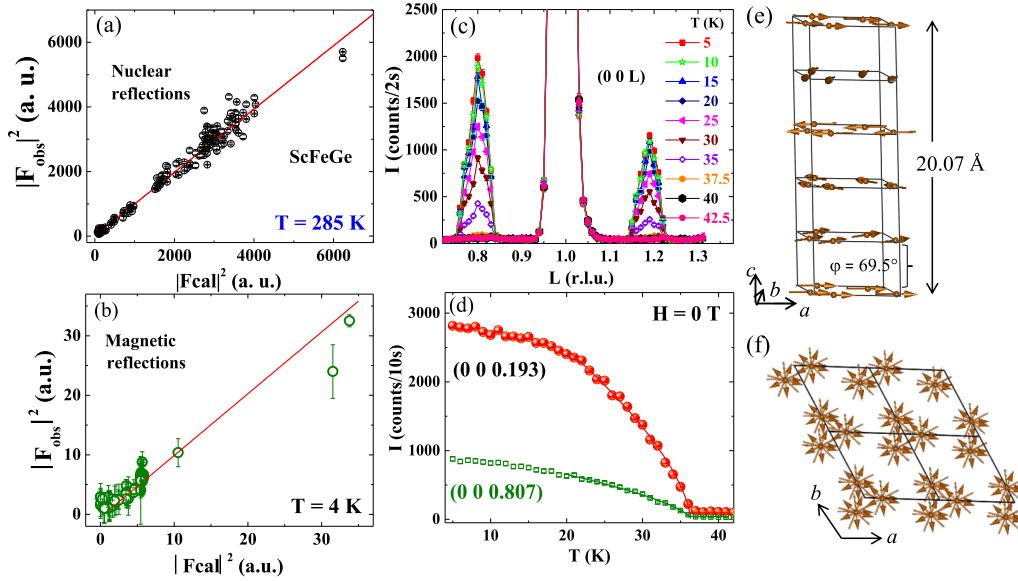 (a)
Nuclear
reflections
ScFeGe
T = 285 K
|F_obs|² (a. u.)
6000
4000
2000
0
0 2000 4000 6000
|Fcal|² (a. u.)
(b)
Magnetic
reflections
T = 4 K
|F_obs|² (a.u.)
30
20
10
0
0 10 20 30
|Fcal|² (a.u.)
(c)
(0 0 L)
T (K)
5
10
15
20
25
30
35
37.5
40
42.5
I (counts/2s)
2500
2000
1500
1000
500
0
0.8 0.9 1.0 1.1 1.2 1.3
L (r.l.u.)
(d)
H = 0 T
(0 0 0.193)
(0 0 0.807)
I (counts/10s)
3000
2000
1000
0
10 20 30 40
T (K)
(e)
20.07 Å
φ = 69.5°
c
b
a
(f)
b
a